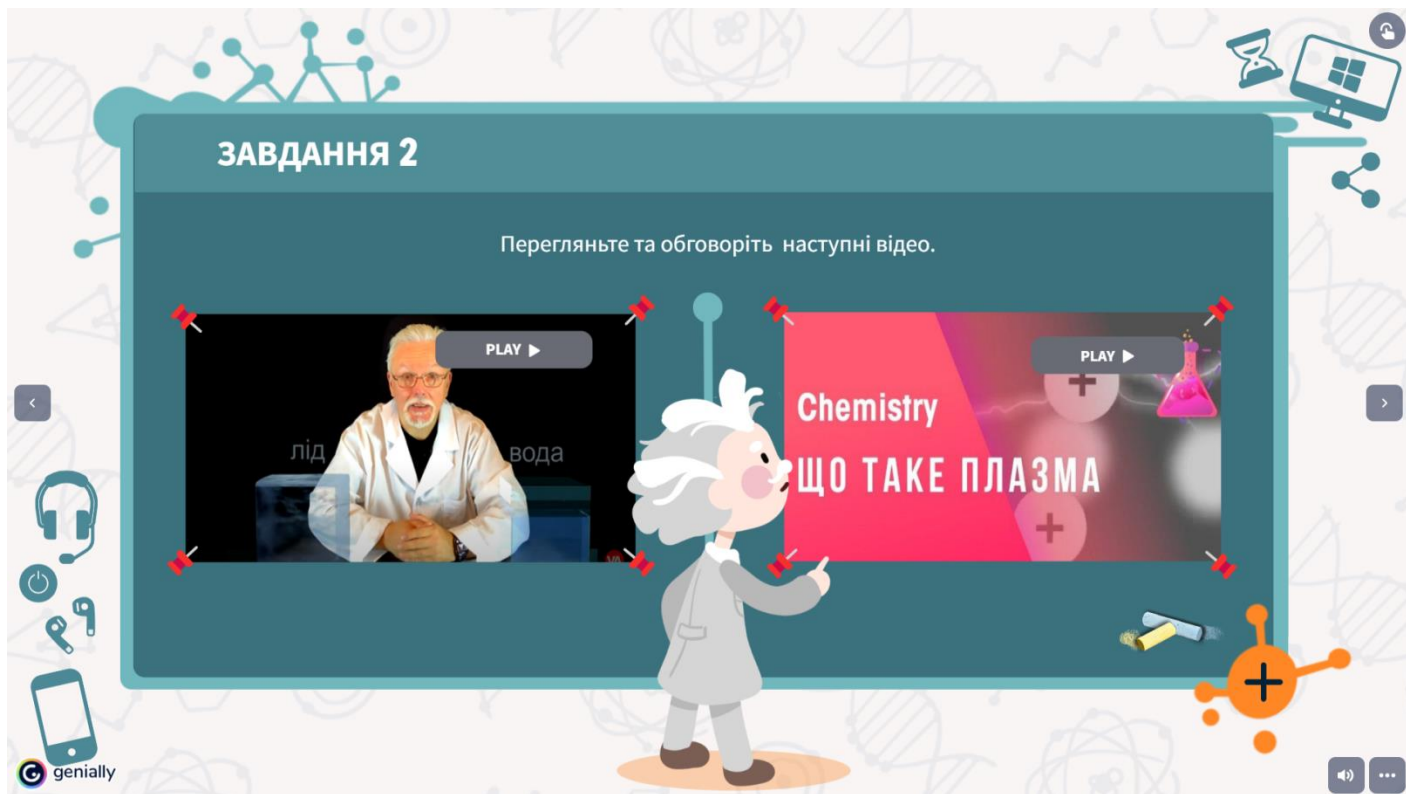 ЗАВДАННЯ 2
Перегляньте та обговоріть наступні відео.
PLAY
лід
вода
PLAY
Chemistry
ЩО ТАКЕ ПЛАЗМА
genially